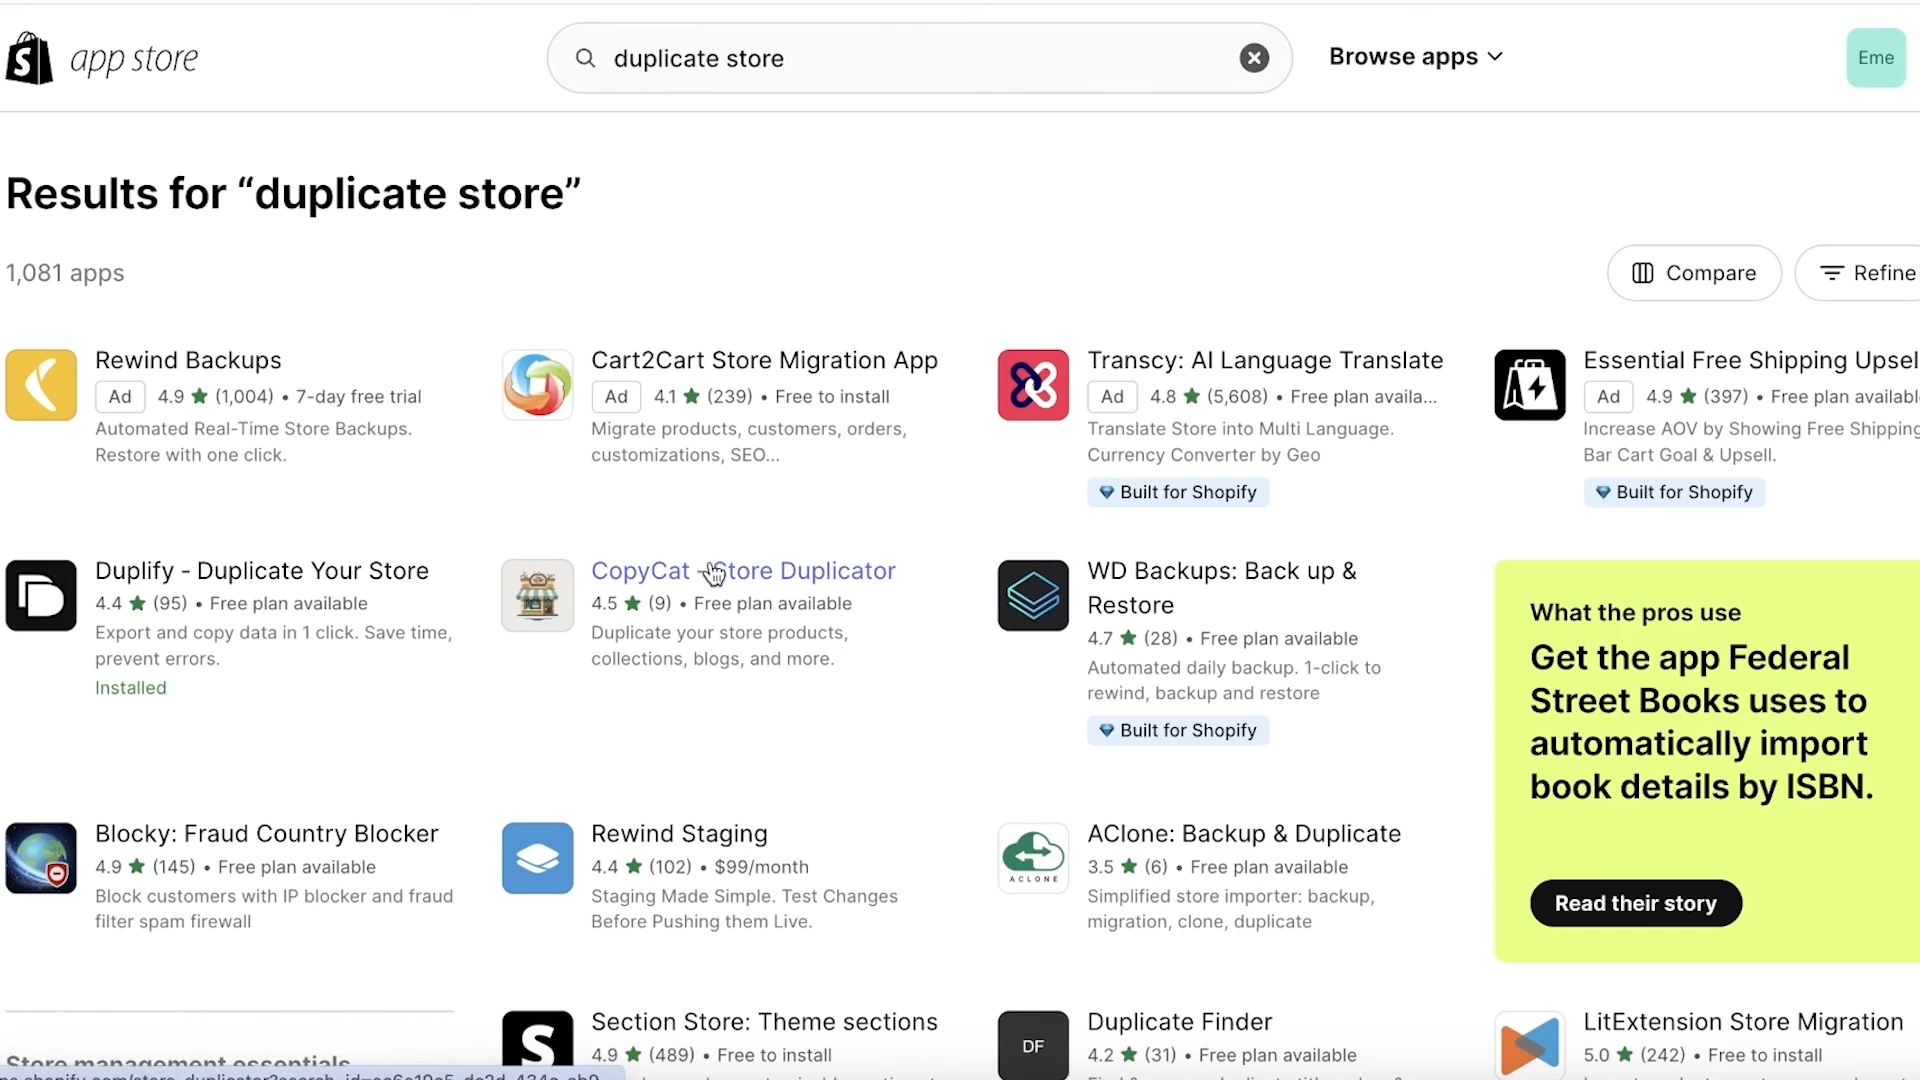 app store
duplicate store
Browse apps
Eme
Results for “duplicate store”
1,081 apps
Compare
Refine
Rewind Backups
Ad 4.9 ★ (1,004) • 7-day free trial
Automated Real-Time Store Backups.
Restore with one click.
Cart2Cart Store Migration App
Ad 4.1 ★ (239) • Free to install
Migrate products, customers, orders,
customizations, SEO...
Transcy: AI Language Translate
Ad 4.8 ★ (5,608) • Free plan availa...
Translate Store into Multi Language.
Currency Converter by Geo
Built for Shopify
Essential Free Shipping Upsel
Ad 4.9 ★ (397) • Free plan availabl
Increase AOV by Showing Free Shipping
Bar Cart Goal & Upsell.
Built for Shopify
Duplify - Duplicate Your Store
4.4 ★ (95) • Free plan available
Export and copy data in 1 click. Save time,
prevent errors.
Installed
CopyCat - Store Duplicator
4.5 ★ (9) • Free plan available
Duplicate your store products,
collections, blogs, and more.
WD Backups: Back up &
Restore
4.7 ★ (28) • Free plan available
Automated daily backup. 1-click to
rewind, backup and restore
Built for Shopify
What the pros use
Get the app Federal
Street Books uses to
automatically import
book details by ISBN.
Read their story
Blocky: Fraud Country Blocker
4.9 ★ (145) • Free plan available
Block customers with IP blocker and fraud
filter spam firewall
Rewind Staging
4.4 ★ (102) • $99/month
Staging Made Simple. Test Changes
Before Pushing them Live.
ACLONE
AClone: Backup & Duplicate
3.5 ★ (6) • Free plan available
Simplified store importer: backup,
migration, clone, duplicate
Store management essentials
Section Store: Theme sections
4.9 ★ (489) • Free to install
DF
Duplicate Finder
4.2 ★ (31) • Free plan available
LitExtension Store Migration
5.0 ★ (242) • Free to install